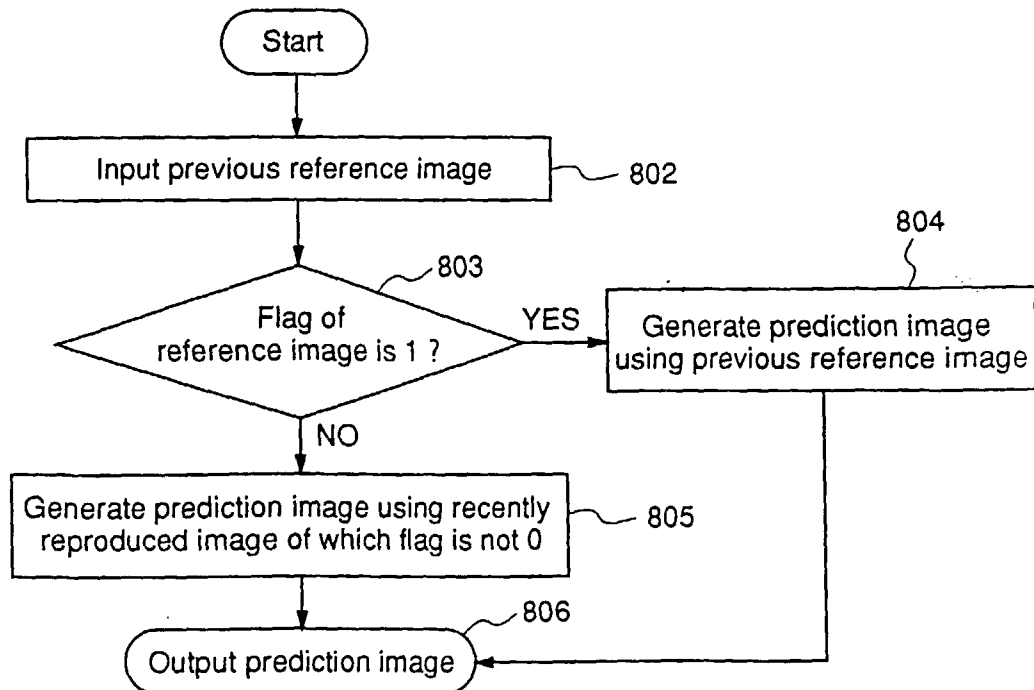 Start
Input previous reference image
802
803
Flag of
reference image is 1 ?
YES
804
Generate prediction image
using previous reference image
NO
Generate prediction image using recently
reproduced image of which flag is not 0
805
806
Output prediction image